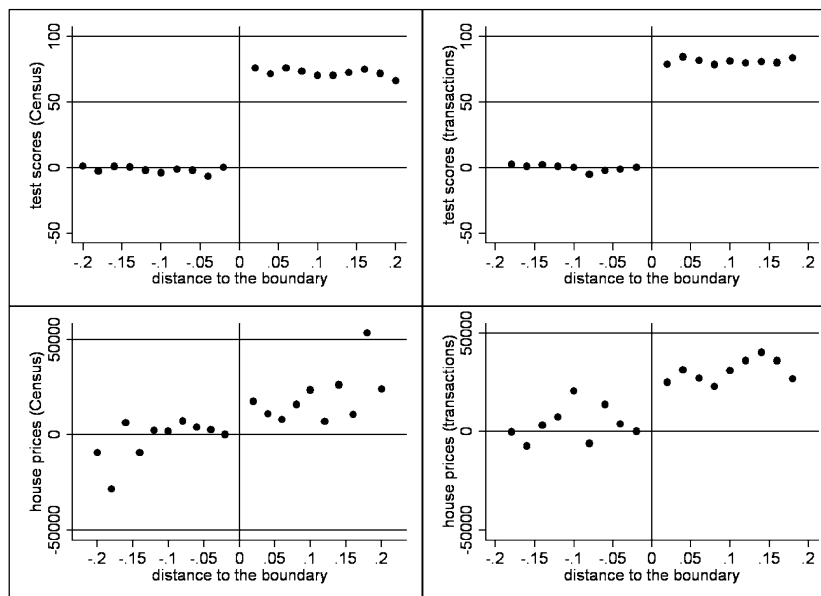 test scores (Census)
100
50
0
-50
-.2 -.15 -.1 -.05 0 .05 .1 .15 .2
distance to the boundary
test scores (transactions)
100
50
0
-50
-.2 -.15 -.1 -.05 0 .05 .1 .15 .2
distance to the boundary
house prices (Census)
50000
0
-50000
-.2 -.15 -.1 -.05 0 .05 .1 .15 .2
distance to the boundary
house prices (transactions)
50000
0
-50000
-.2 -.15 -.1 -.05 0 .05 .1 .15 .2
distance to the boundary